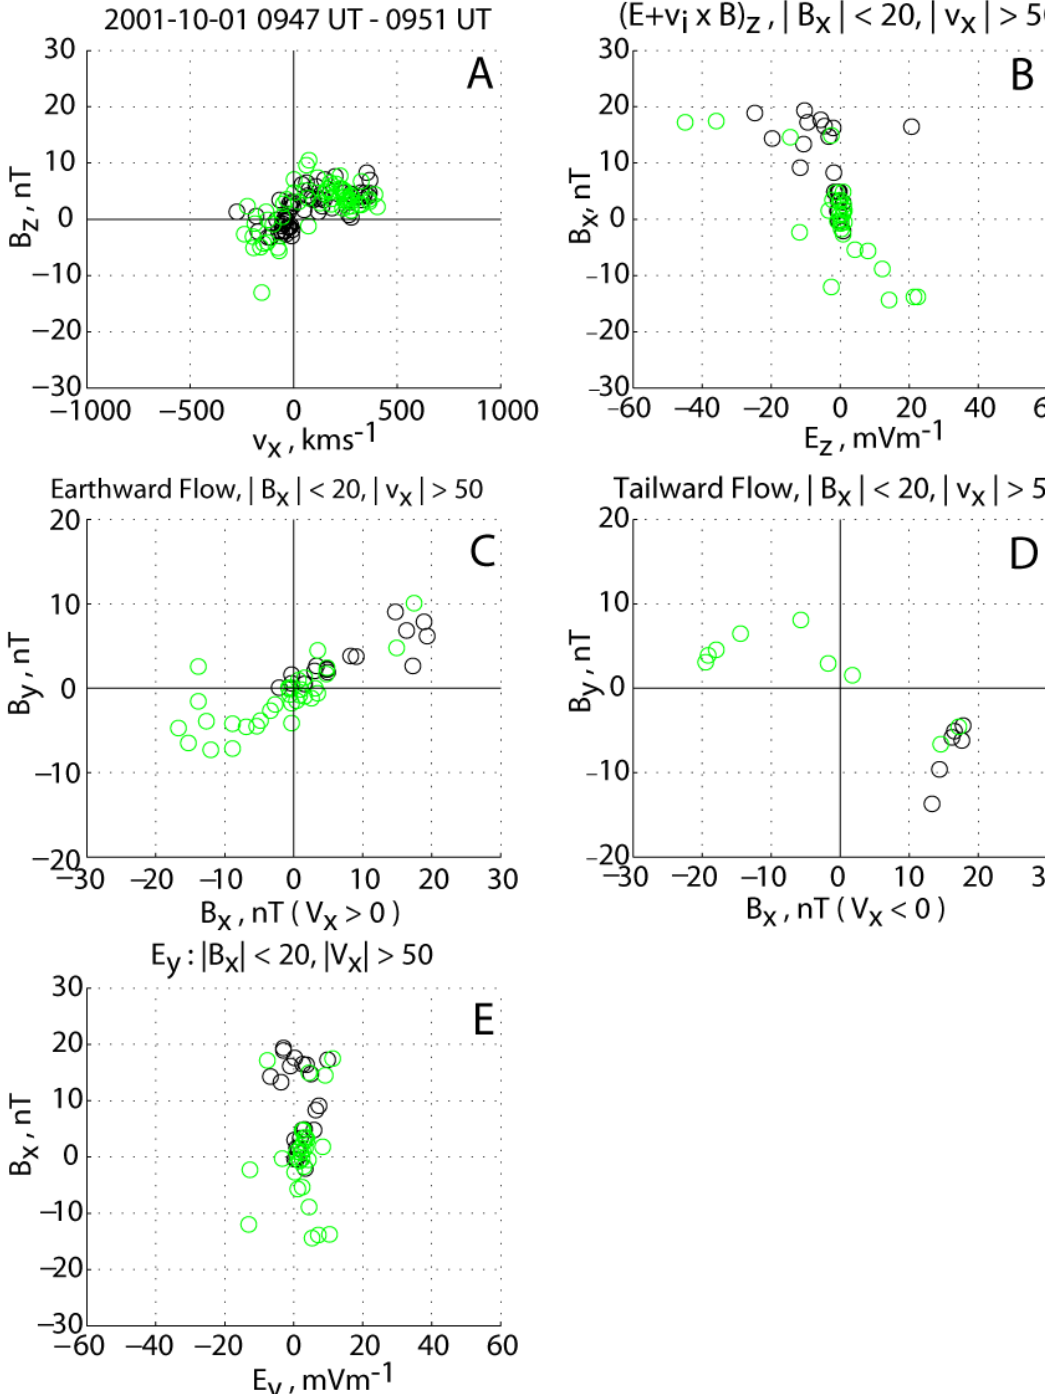 2001-10-01 0947 UT - 0951 UT
A
30
20
10
0
−10
−20
−30
B_z, nT
−1000 −500 0 500 1000
v_x , kms⁻¹
(E+v_i x B)_z , | B_x | < 20, | v_x | > 50
B
30
20
10
0
−10
−20
−30
B_x, nT
−60 −40 −20 0 20 40 60
E_z , mVm⁻¹
Earthward Flow, | B_x | < 20, | v_x | > 50
C
20
10
0
−10
−20
B_y, nT
−30 −20 −10 0 10 20 30
B_x , nT ( V_x > 0 )
Tailward Flow, | B_x | < 20, | v_x | > 5
D
20
10
0
−10
−20
B_y, nT
−30 −20 −10 0 10 20 30
B_x , nT ( V_x < 0 )
E_y : |B_x| < 20, |V_x| > 50
E
30
20
10
0
−10
−20
−30
B_x, nT
−60 −40 −20 0 20 40 60
E_y , mVm⁻¹